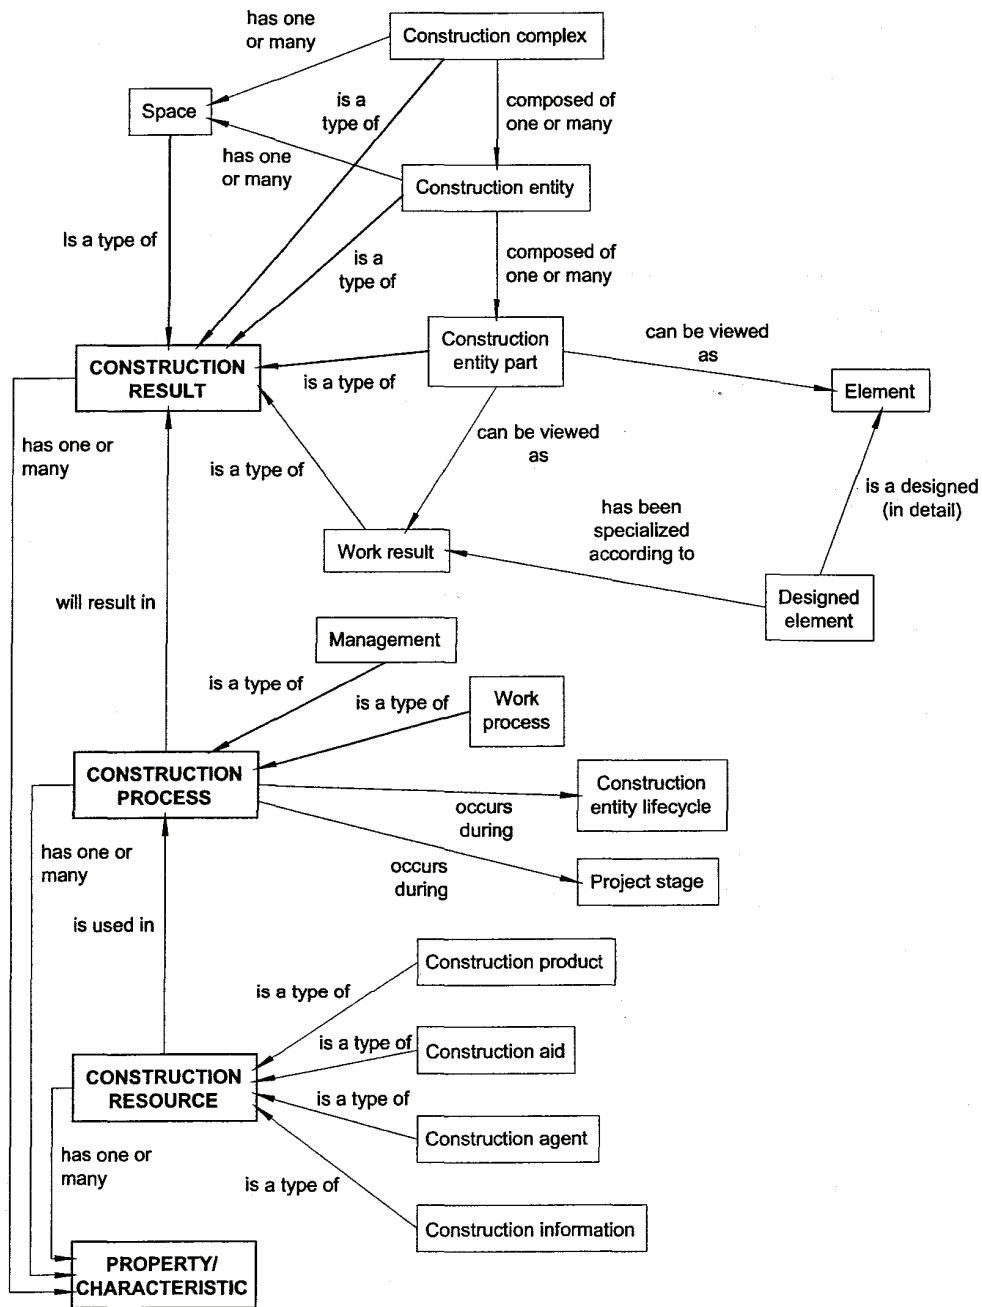 has one
or many
Construction complex
Space
is a
type of
composed of
one or many
has one
or many
Construction entity
Is a type of
is a
type of
composed of
one or many
Construction
entity part
can be viewed
as
CONSTRUCTION
RESULT
is a type of
Element
has one or
many
can be viewed
as
is a type of
is a designed
(in detail)
has been
specialized
according to
Work result
Designed
element
will result in
Management
is a type of
is a type of
Work
process
CONSTRUCTION
PROCESS
Construction
entity lifecycle
occurs
during
has one or
many
occurs
during
Project stage
is used in
Construction product
is a type of
is a type of
Construction aid
CONSTRUCTION
RESOURCE
is a type of
Construction agent
has one or
many
is a type of
Construction information
PROPERTY/
CHARACTERISTIC